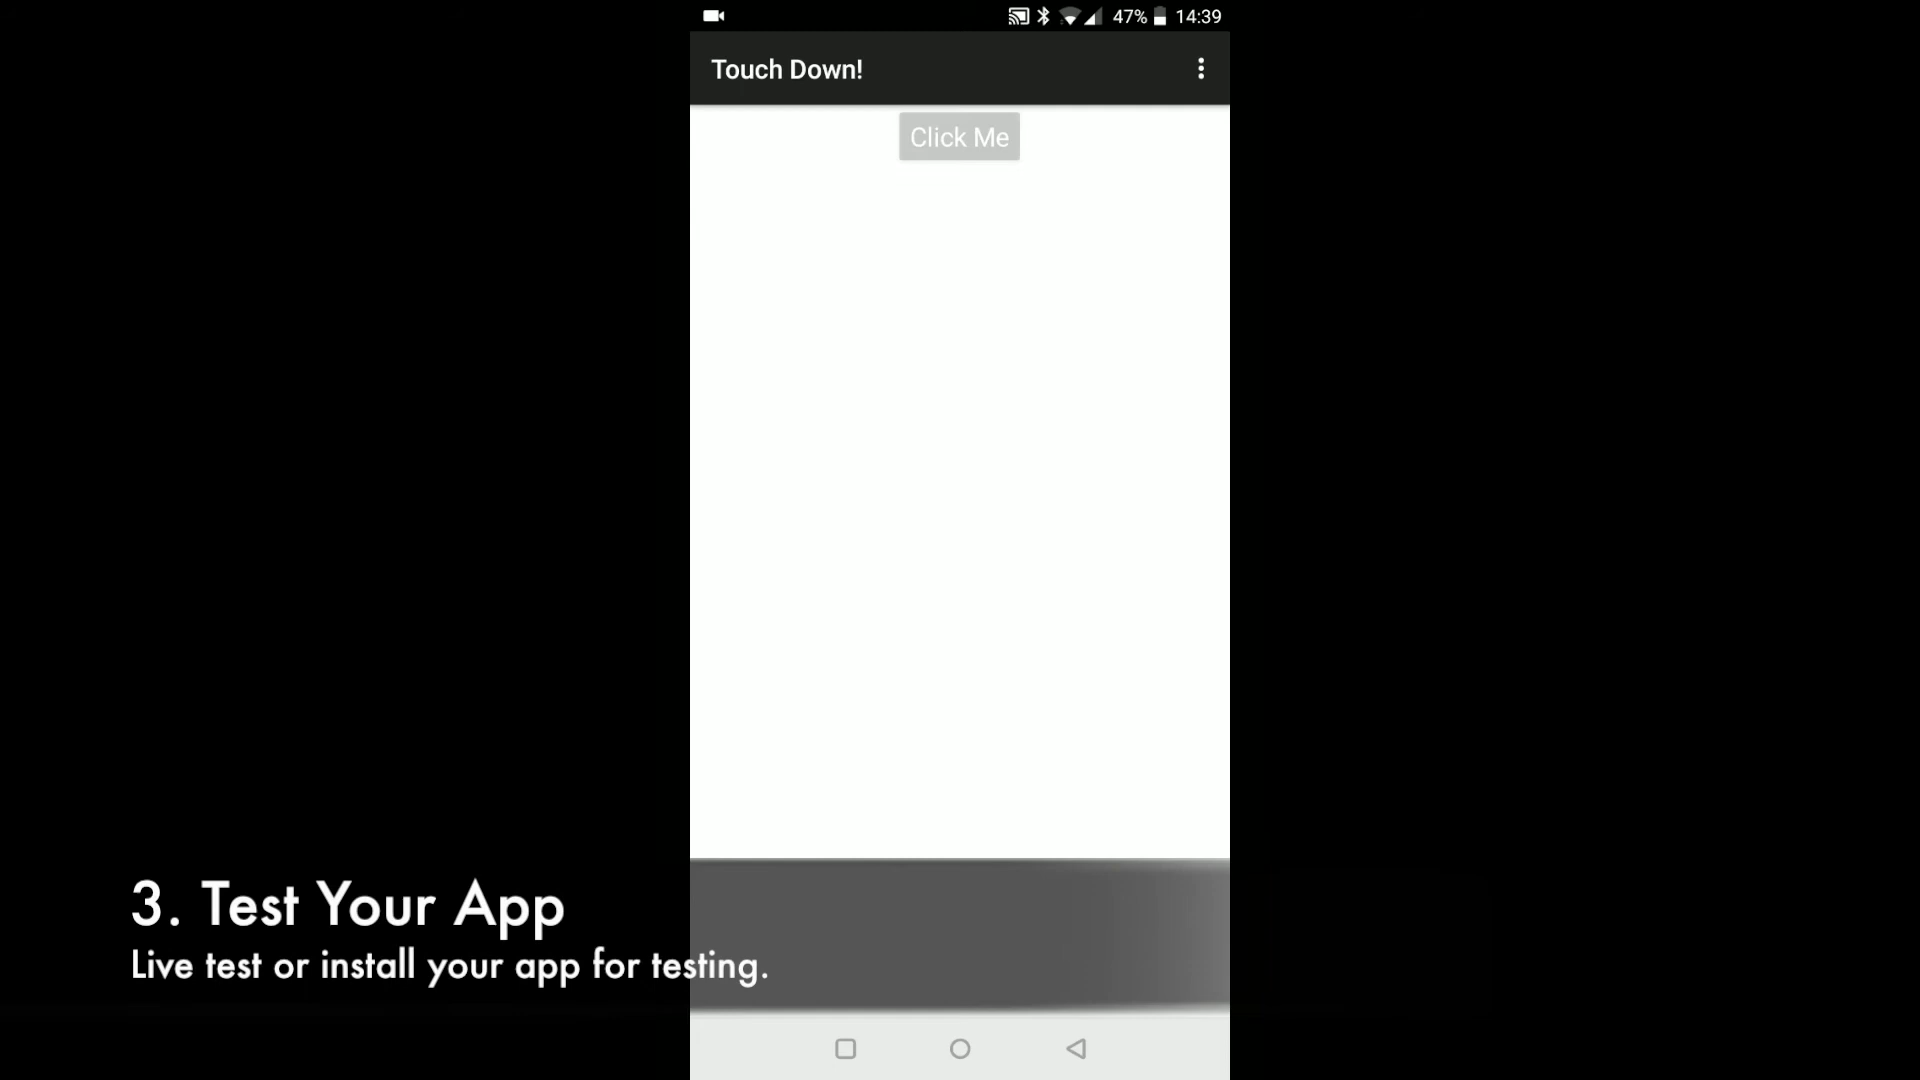 47% 14:39
Touch Down!
Click Me
3. Test Your App
Live test or install your app for testing.